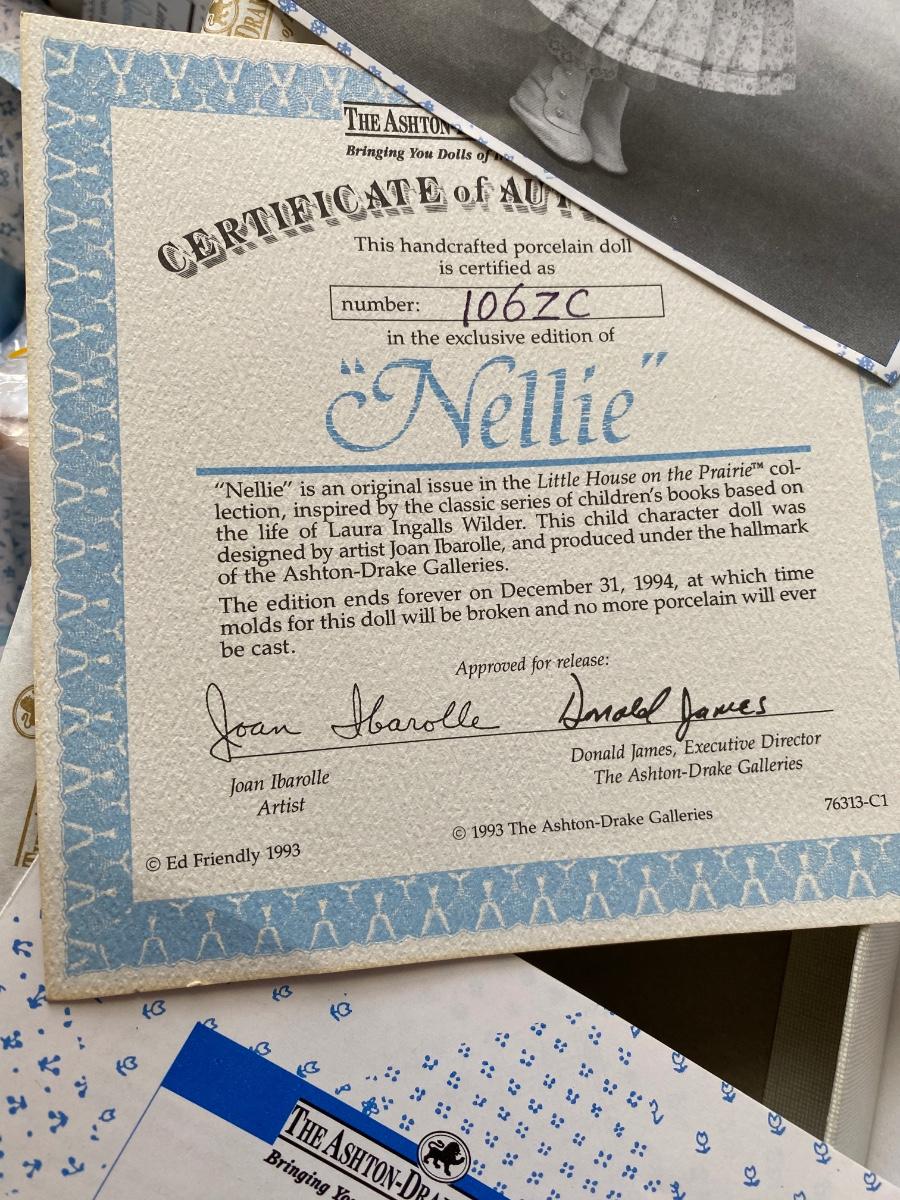 THE ASHTON-
Bringing You Dolls of
CERTIFICATE of AUT
This handcrafted porcelain doll
is certified as
number: 106ZC
in the exclusive edition of
"Nellie"
"Nellie" is an original issue in the Little House on the Prairie™ col-
lection, inspired by the classic series of children's books based on
the life of Laura Ingalls Wilder. This child character doll was
designed by artist Joan Ibarolle, and produced under the hallmark
of the Ashton-Drake Galleries.
The edition ends forever on December 31, 1994, at which time
molds for this doll will be broken and no more porcelain will ever
be cast.
Approved for release:
Joan Ibarolle Donald James
Joan Ibarolle
Artist
Donald James, Executive Director
The Ashton-Drake Galleries
76313-C1
© 1993 The Ashton-Drake Galleries
© Ed Friendly 1993
THE ASHTON-DRA
Bringing You